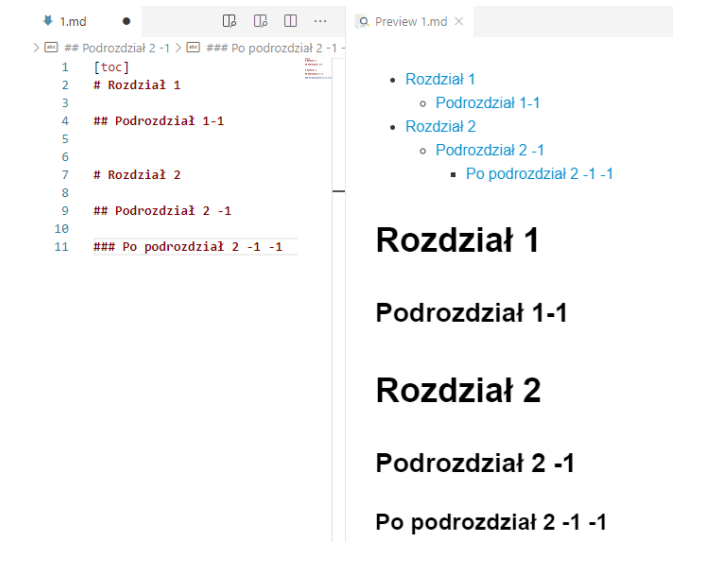 1.md
Preview 1.md
abc ## Podrozdział 2 -1 > abc ### Po podrozdział 2 -1 -
1 [toc]
2 # Rozdział 1
3
4 ## Podrozdział 1-1
5
6
7 # Rozdział 2
8
9 ## Podrozdział 2 -1
10
11 ### Po podrozdział 2 -1 -1
Rozdział 1
Podrozdział 1-1
Rozdział 2
Podrozdział 2 -1
Po podrozdział 2 -1 -1
Rozdział 1
Podrozdział 1-1
Rozdział 2
Podrozdział 2 -1
Po podrozdział 2 -1 -1